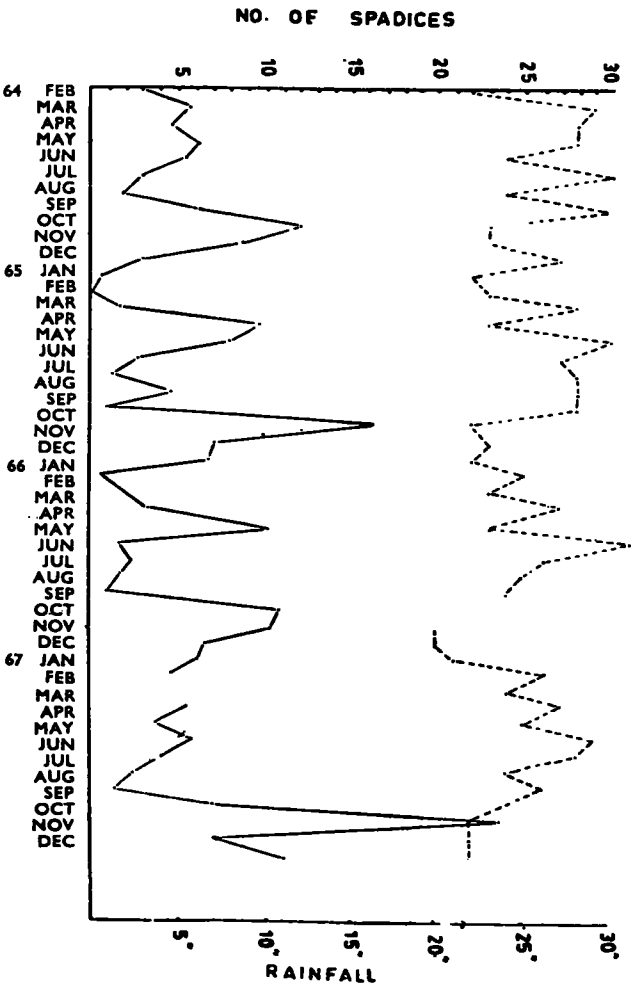 NO. OF SPADICES
5 10 15 20 25 30
64 FEB
MAR
APR
MAY
JUN
JUL
AUG
SEP
OCT
NOV
DEC
65 JAN
FEB
MAR
APR
MAY
JUN
JUL
AUG
SEP
OCT
NOV
DEC
66 JAN
FEB
MAR
APR
MAY
JUN
JUL
AUG
SEP
OCT
NOV
DEC
67 JAN
FEB
MAR
APR
MAY
JUN
JUL
AUG
SEP
OCT
NOV
DEC
5" 10" 15" 20" 25" 30"
RAINFALL